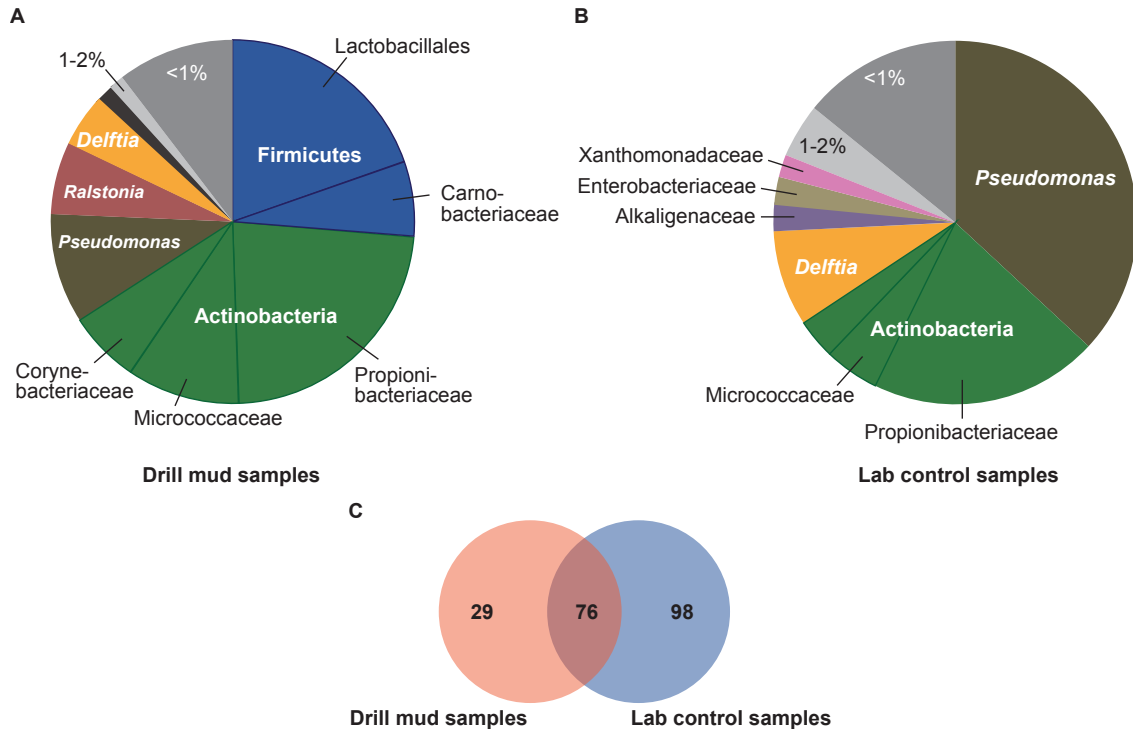 A
Lactobacillales
1-2%
<1%
Delftia
Firmicutes
Ralstonia
Carno-
bacteriaceae
Pseudomonas
Actinobacteria
Coryne-
bacteriaceae
Propioni-
bacteriaceae
Micrococcaceae
Drill mud samples
B
<1%
1-2%
Xanthomonadaceae
Pseudomonas
Enterobacteriaceae
Alkaligenaceae
Delftia
Actinobacteria
Micrococcaceae
Propionibacteriaceae
Lab control samples
C
29
76
98
Drill mud samples
Lab control samples